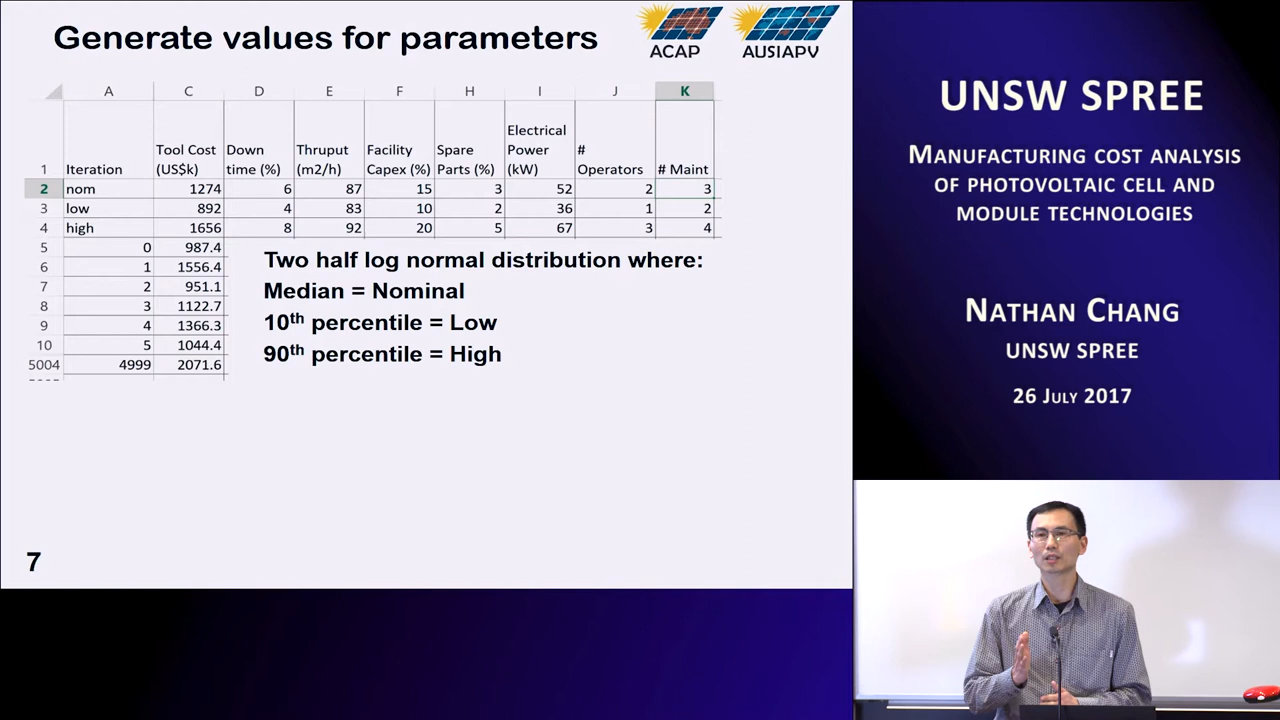 Generate values for parameters
ACAP
AUSIAPV
A C D E F H I J K
Electrical
Tool Cost Down Thruput Facility Spare Power #
1 Iteration (US$k) time (%) (m2/h) Capex (%) Parts (%) (kW) Operators # Maint
2 nom 1274 6 87 15 3 52 2 3
3 low 892 4 83 10 2 36 1 2
4 high 1656 8 92 20 5 67 3 4
5 0 987.4
6 1 1556.4
7 2 951.1
8 3 1122.7
9 4 1366.3
10 5 1044.4
5004 4999 2071.6
Two half log normal distribution where:
Median = Nominal
10th percentile = Low
90th percentile = High
7
UNSW SPREE
Manufacturing cost analysis
of photovoltaic cell and
module technologies
Nathan Chang
UNSW SPREE
26 July 2017